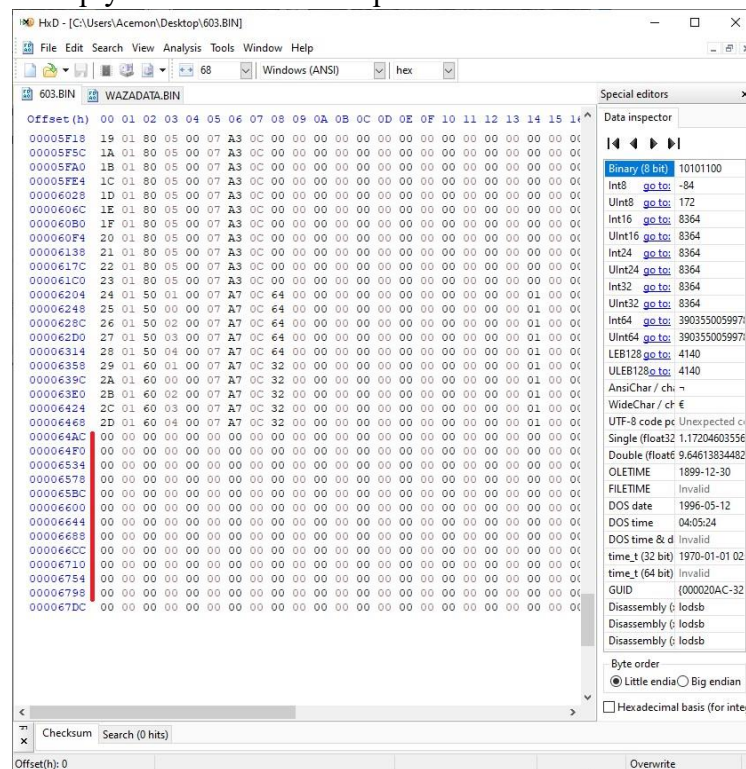 HxD - [C:\Users\Acemon\Desktop\603.BIN]
File Edit Search View Analysis Tools Window Help
68 Windows (ANSI) hex
603.BIN WAZADATA.BIN
Offset(h) 00 01 02 03 04 05 06 07 08 09 0A 0B 0C 0D 0E 0F 10 11 12 13 14 15
00005F18 19 01 80 05 00 07 A3 0C 00 00 00 00 00 00 00 00 00 00 00 00 00 00
00005F5C 1A 01 80 05 00 07 A3 0C 00 00 00 00 00 00 00 00 00 00 00 00 00 00
00005FA0 1B 01 80 05 00 07 A3 0C 00 00 00 00 00 00 00 00 00 00 00 00 00 00
00005FE4 1C 01 80 05 00 07 A3 0C 00 00 00 00 00 00 00 00 00 00 00 00 00 00
00006028 1D 01 80 05 00 07 A3 0C 00 00 00 00 00 00 00 00 00 00 00 00 00 00
0000606C 1E 01 80 05 00 07 A3 0C 00 00 00 00 00 00 00 00 00 00 00 00 00 00
000060B0 1F 01 80 05 00 07 A3 0C 00 00 00 00 00 00 00 00 00 00 00 00 00 00
000060F4 20 01 80 05 00 07 A3 0C 00 00 00 00 00 00 00 00 00 00 00 00 00 00
00006138 21 01 80 05 00 07 A3 0C 00 00 00 00 00 00 00 00 00 00 00 00 00 00
0000617C 22 01 80 05 00 07 A3 0C 00 00 00 00 00 00 00 00 00 00 00 00 00 00
000061C0 23 01 80 05 00 07 A3 0C 00 00 00 00 00 00 00 00 00 00 00 00 00 00
00006204 24 01 50 01 00 07 A7 0C 64 00 00 00 00 00 00 00 00 00 00 00 01 00
00006248 25 01 50 00 00 07 A7 0C 64 00 00 00 00 00 00 00 00 00 00 00 01 00
0000628C 26 01 50 02 00 07 A7 0C 64 00 00 00 00 00 00 00 00 00 00 00 01 00
000062D0 27 01 50 03 00 07 A7 0C 64 00 00 00 00 00 00 00 00 00 00 00 01 00
00006314 28 01 50 04 00 07 A7 0C 64 00 00 00 00 00 00 00 00 00 00 00 01 00
00006358 29 01 60 01 00 07 A7 0C 32 00 00 00 00 00 00 00 00 00 00 00 01 00
0000639C 2A 01 60 00 00 07 A7 0C 32 00 00 00 00 00 00 00 00 00 00 00 01 00
000063E0 2B 01 60 02 00 07 A7 0C 32 00 00 00 00 00 00 00 00 00 00 00 01 00
00006424 2C 01 60 03 00 07 A7 0C 32 00 00 00 00 00 00 00 00 00 00 00 01 00
00006468 2D 01 60 04 00 07 A7 0C 32 00 00 00 00 00 00 00 00 00 00 00 01 00
000064AC 00 00 00 00 00 00 00 00 00 00 00 00 00 00 00 00 00 00 00 00 00 00
000064F0 00 00 00 00 00 00 00 00 00 00 00 00 00 00 00 00 00 00 00 00 00 00
00006534 00 00 00 00 00 00 00 00 00 00 00 00 00 00 00 00 00 00 00 00 00 00
00006578 00 00 00 00 00 00 00 00 00 00 00 00 00 00 00 00 00 00 00 00 00 00
000065BC 00 00 00 00 00 00 00 00 00 00 00 00 00 00 00 00 00 00 00 00 00 00
00006600 00 00 00 00 00 00 00 00 00 00 00 00 00 00 00 00 00 00 00 00 00 00
00006644 00 00 00 00 00 00 00 00 00 00 00 00 00 00 00 00 00 00 00 00 00 00
00006688 00 00 00 00 00 00 00 00 00 00 00 00 00 00 00 00 00 00 00 00 00 00
000066CC 00 00 00 00 00 00 00 00 00 00 00 00 00 00 00 00 00 00 00 00 00 00
00006710 00 00 00 00 00 00 00 00 00 00 00 00 00 00 00 00 00 00 00 00 00 00
00006754 00 00 00 00 00 00 00 00 00 00 00 00 00 00 00 00 00 00 00 00 00 00
00006798 00 00 00 00 00 00 00 00 00 00 00 00 00 00 00 00 00 00 00 00 00 00
000067DC 00 00 00 00 00 00 00 00 00 00 00 00 00 00 00 00 00 00 00 00 00 00
Special editors
Data inspector
Binary (8 bit) 10101100
Int8 go to: -84
UInt8 go to: 172
Int16 go to: 8364
UInt16 go to: 8364
Int24 go to: 8364
UInt24 go to: 8364
Int32 go to: 8364
UInt32 go to: 8364
Int64 go to: 39035500599
UInt64 go to: 39035500599
LEB128 go to: 4140
ULEB128 to: 4140
AnsiChar / cha ¬
WideChar / ch €
UTF-8 code po Unexpected
Single (float32 1.17204603556
Double (float6 9.64613834482
OLETIME 1899-12-30
FILETIME Invalid
DOS date 1996-05-12
DOS time 04:05:24
DOS time & d Invalid
time_t (32 bit) 1970-01-01 02
time_t (64 bit) Invalid
GUID {000020AC-32
Disassembly (: lodsb
Disassembly (: lodsb
Disassembly (: lodsb
Byte order
Little endia Big endian
Hexadecimal basis (for inte
Checksum Search (0 hits)
Offset(h): 0 Overwrite